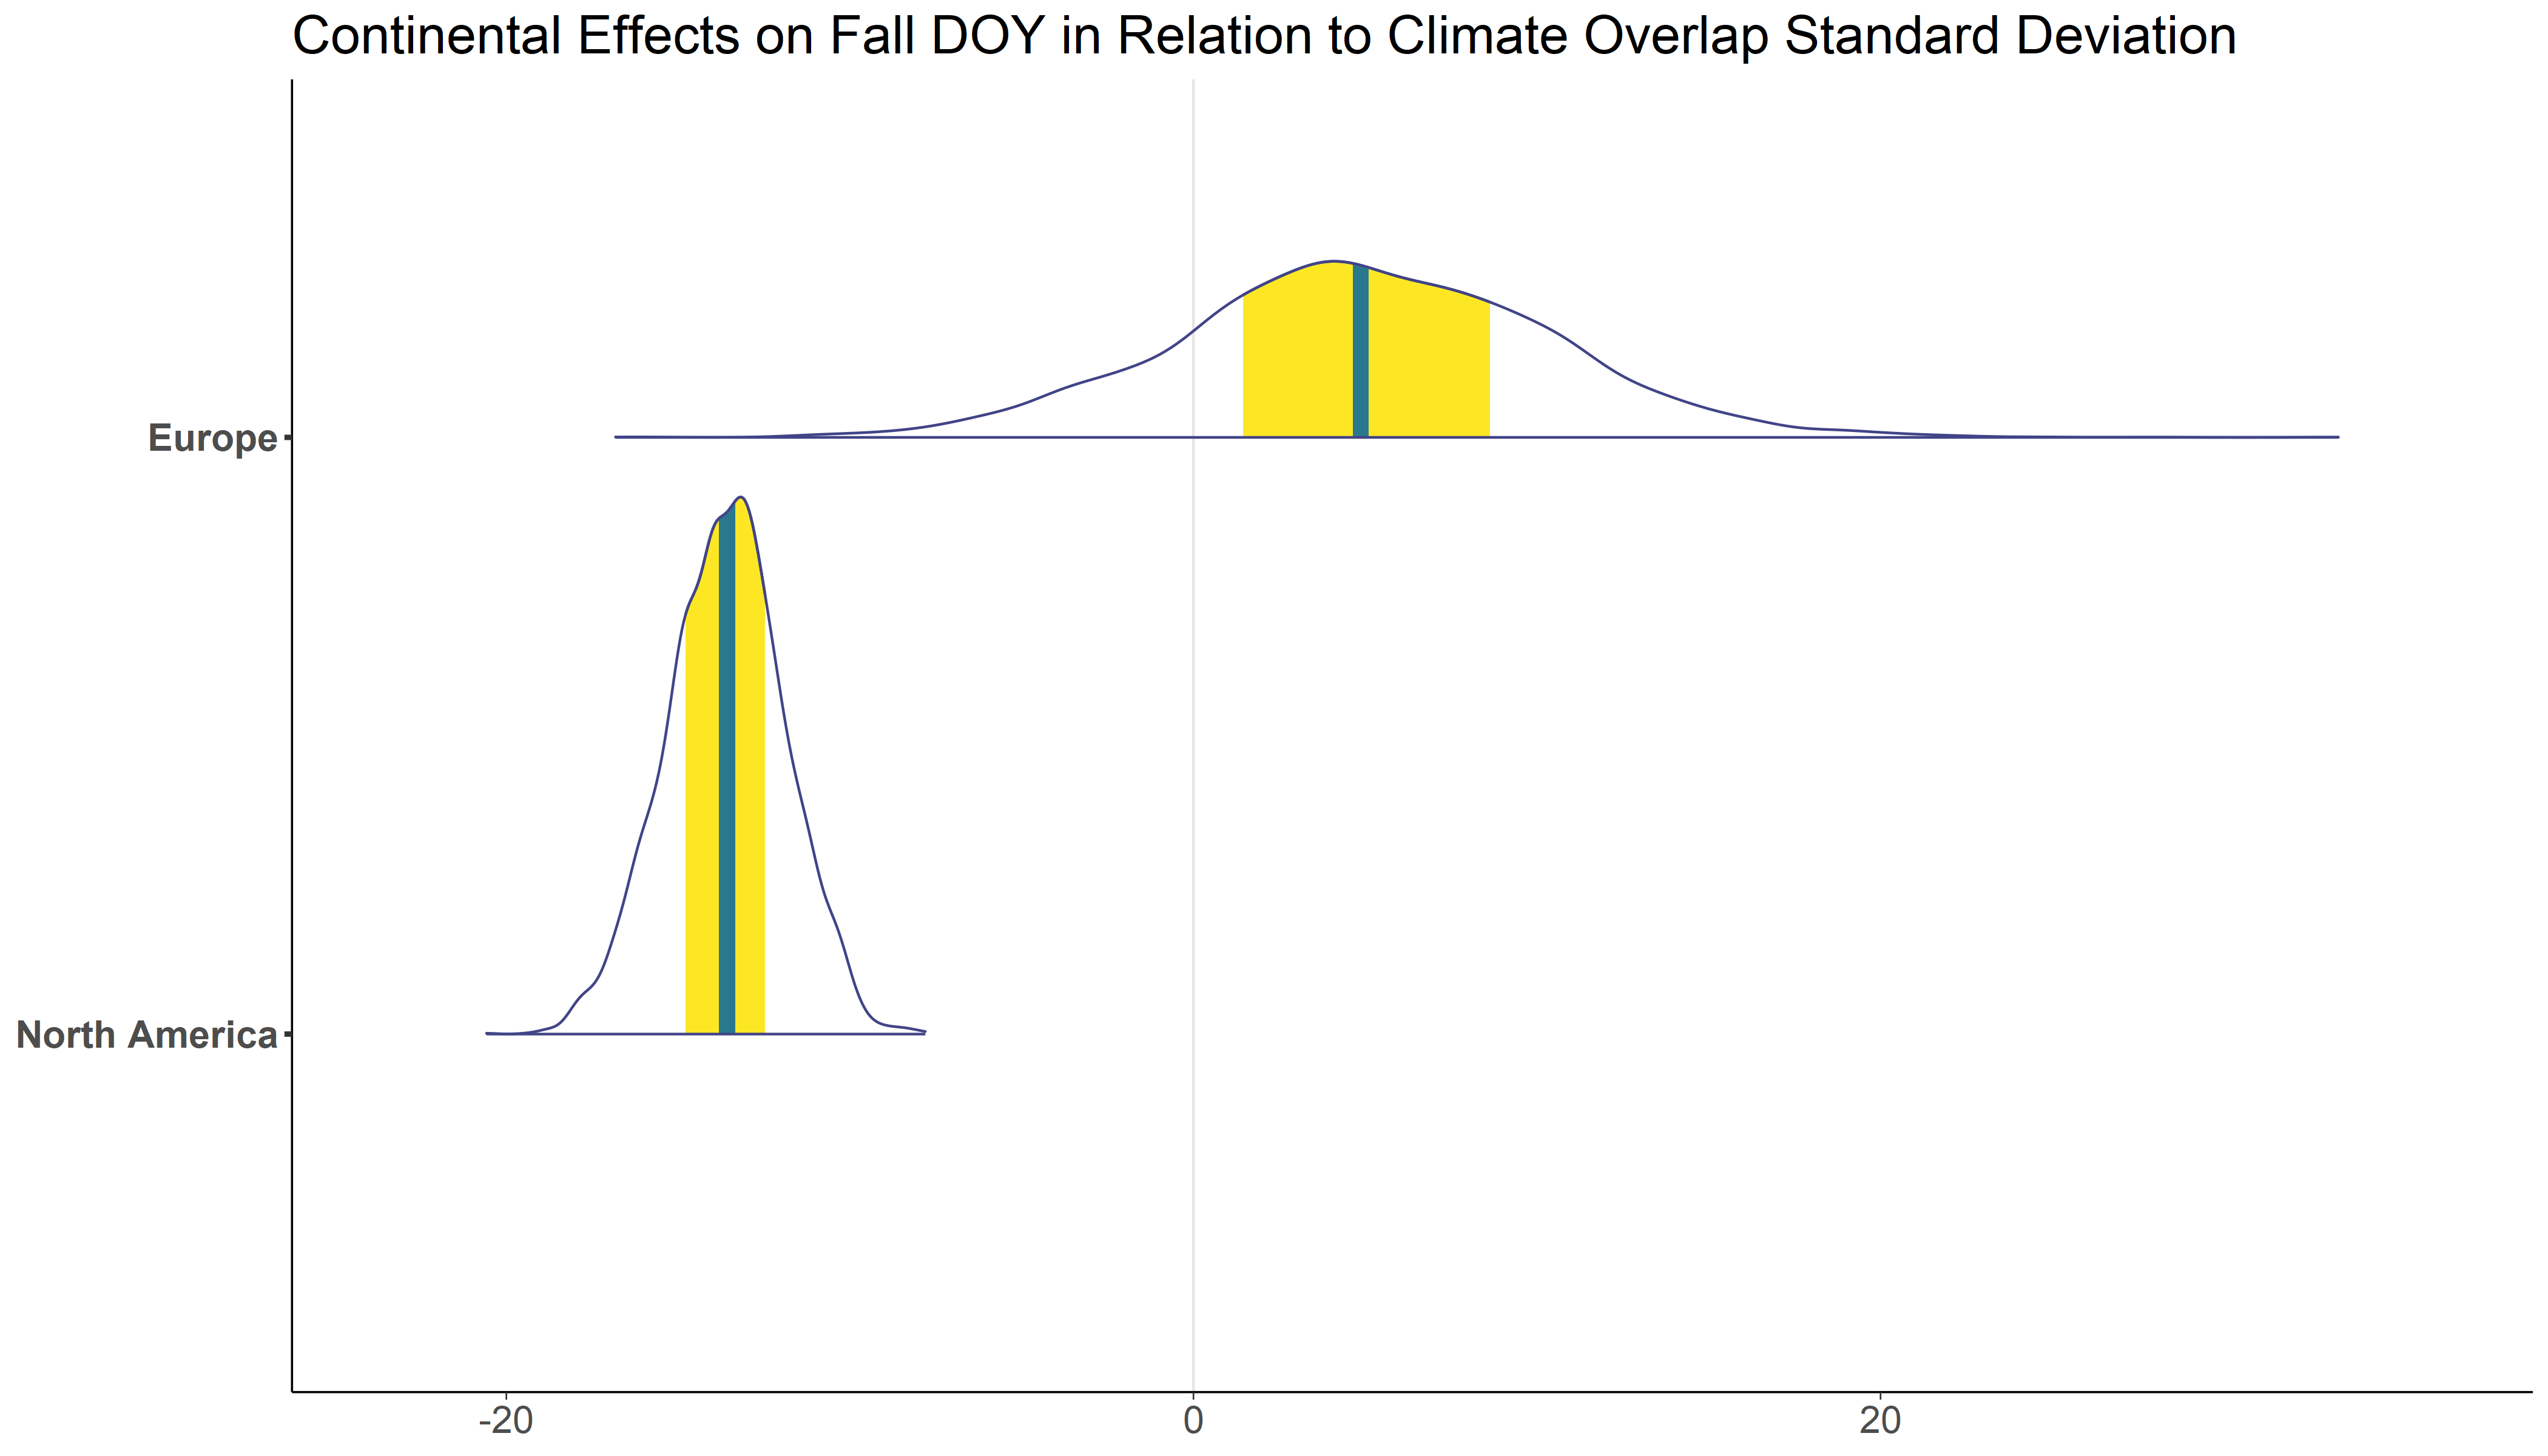 Continental Effects on Fall DOY in Relation to Climate Overlap Standard Deviation
Europe
North America
-20 0 20